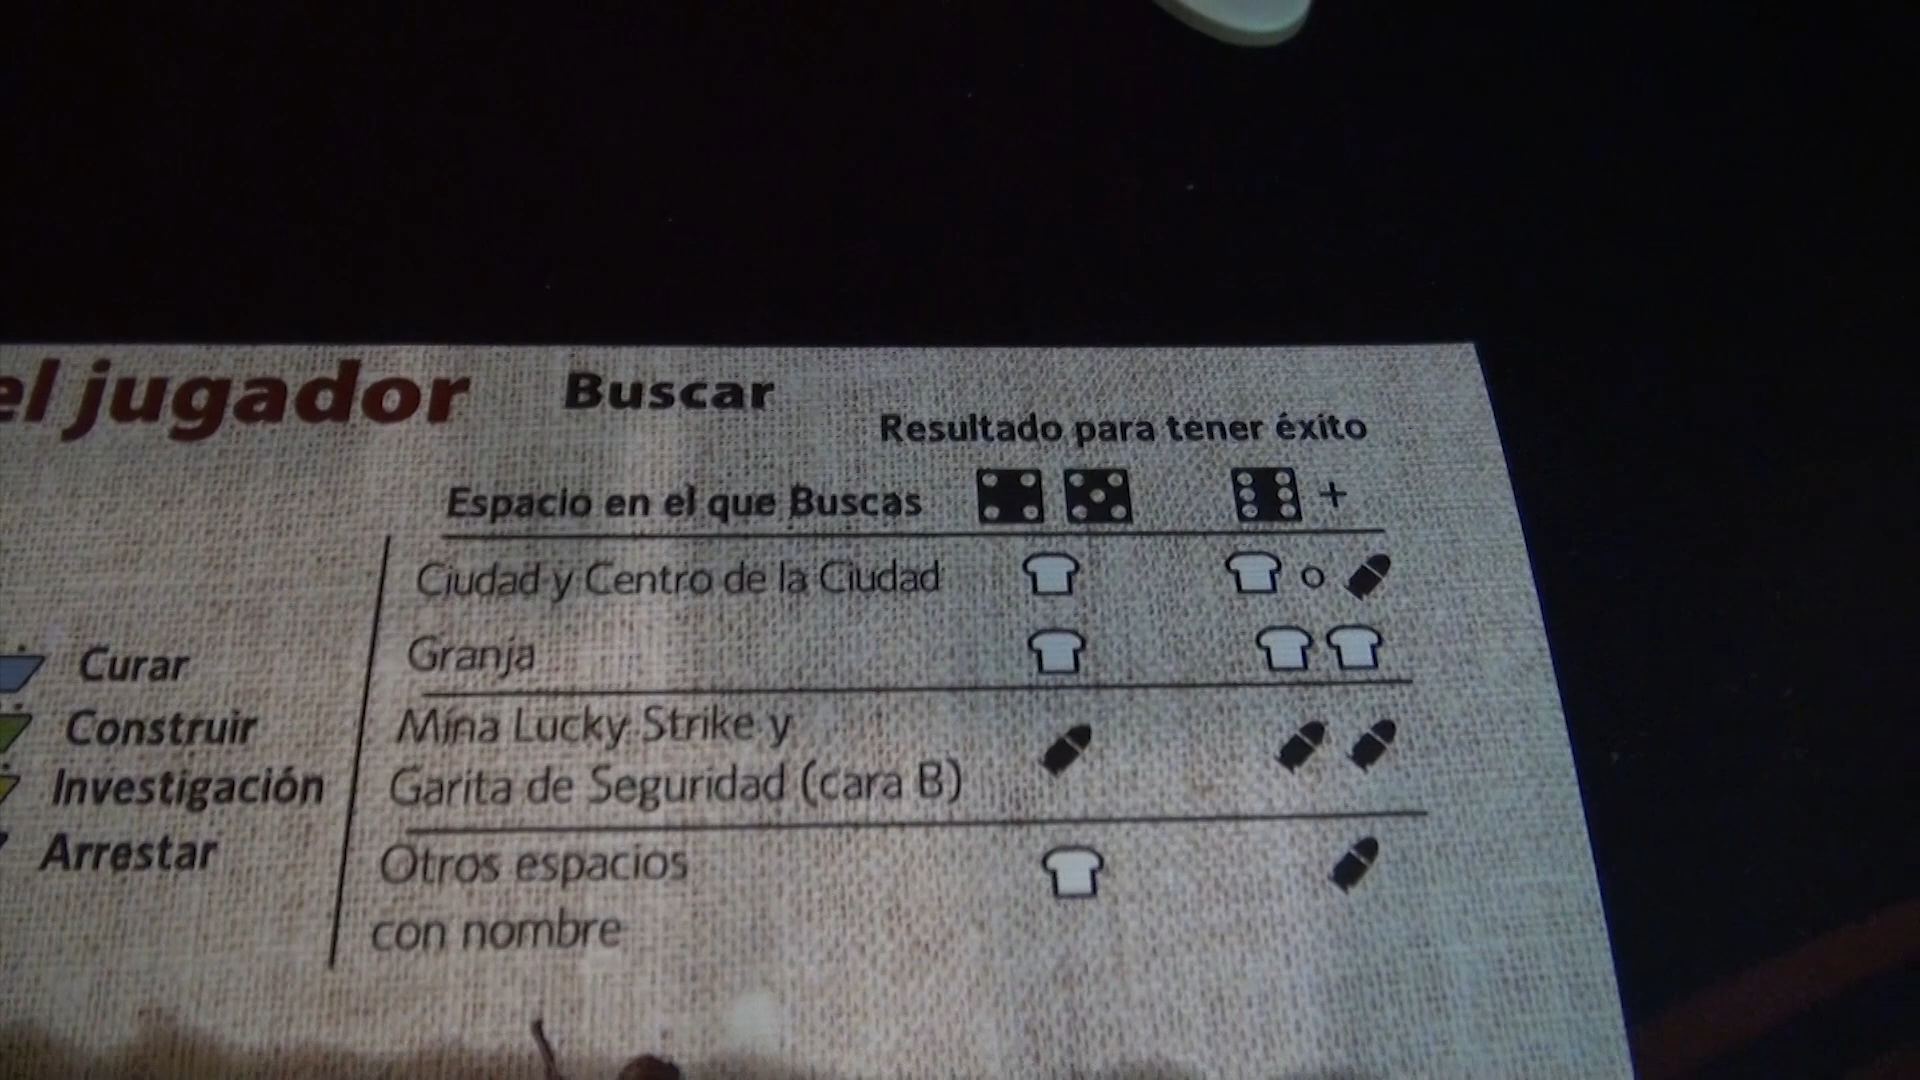 el jugador
Buscar
Resultado para tener éxito
Espacio en el que Buscas
+
Ciudad y Centro de la Ciudad
o
Granja
Mina Lucky Strike y
Garita de Seguridad (cara B)
Otros espacios
con nombre
Curar
Construir
Investigación
Arrestar